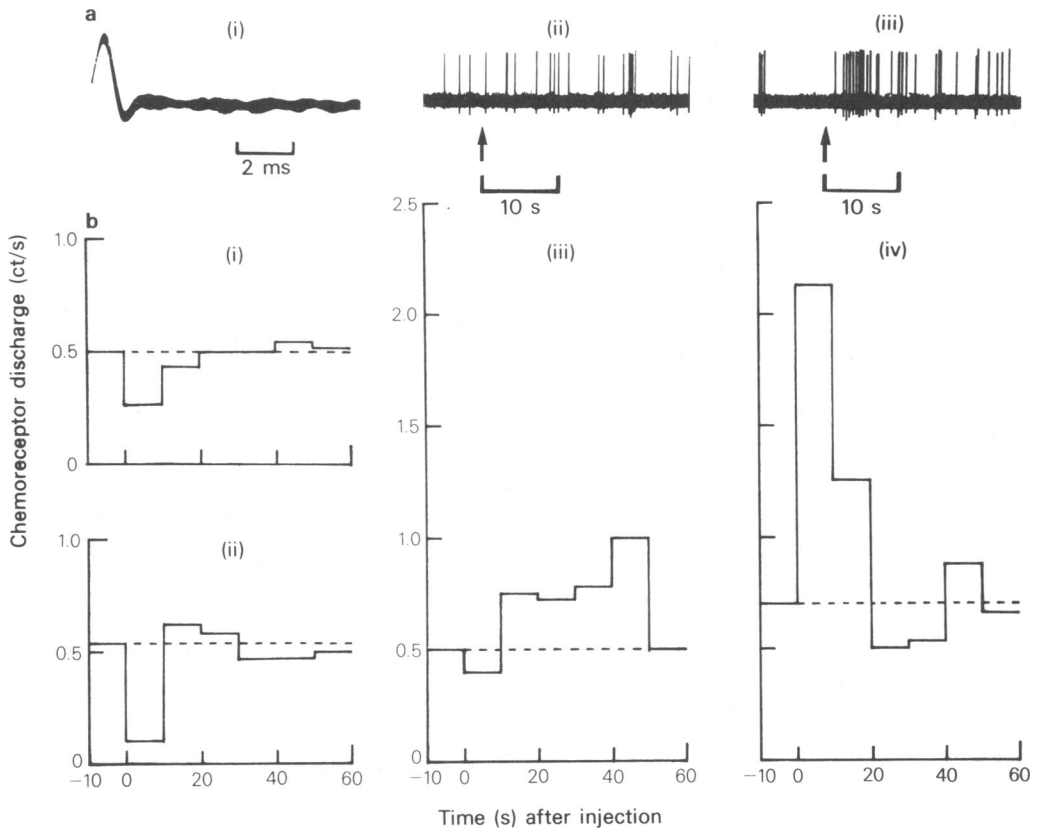 a
(i)
(ii)
(iii)
2 ms
10 s
10 s
b
Chemoreceptor discharge (ct/s)
1.0
0.5
0
(i)
1.0
0.5
0
(ii)
−10 0 20 40 60
2.5
2.0
1.5
1.0
0.5
0
(iii)
−10 0 20 40 60
(iv)
−10 0 20 40 60
Time (s) after injection